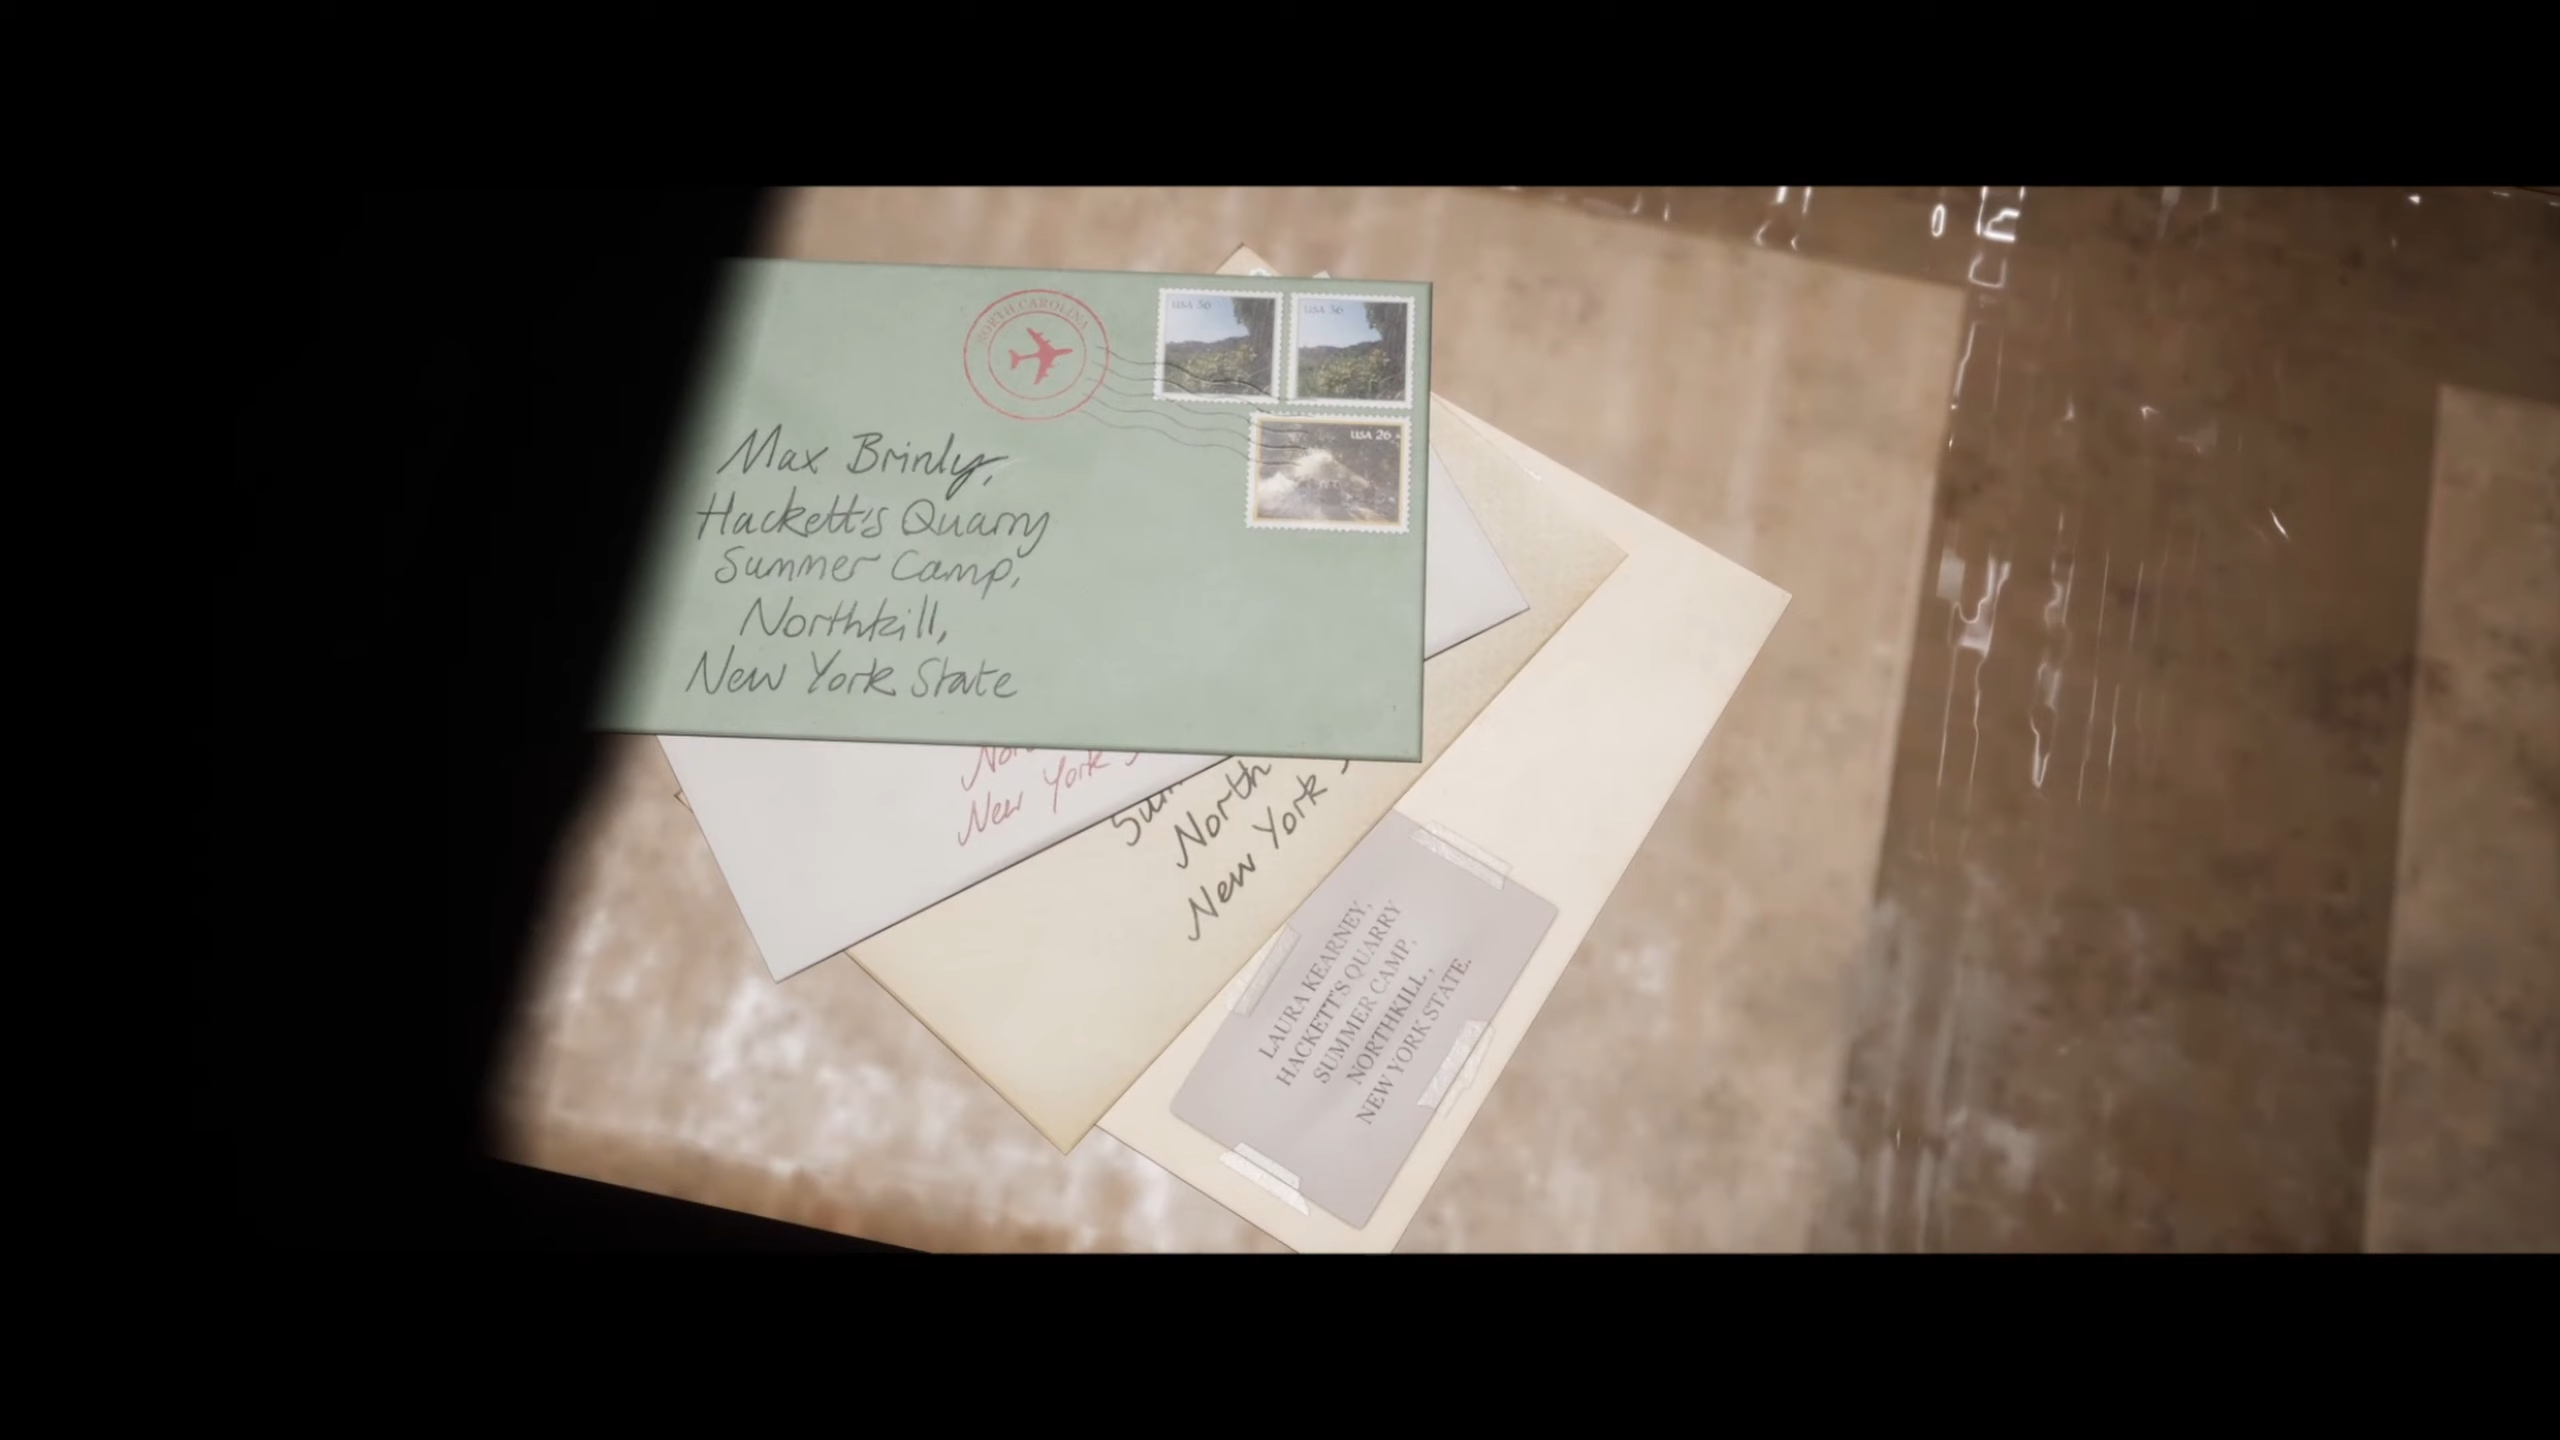 NORTH CAROLINA
USA 36
USA 36
USA 26
Max Brinly,
Hackett's Quarry
Summer Camp,
Northkill,
New York State
New York
North
New York
LAURA KEARNEY,
HACKETT'S QUARRY
SUMMER CAMP,
NORTHKILL,
NEW YORK STATE.